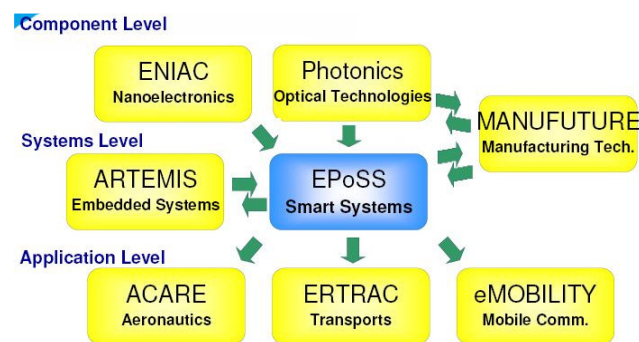 Component Level
ENIAC
Nanoelectronics
Photonics
Optical Technologies
MANUFUTURE
Manufacturing Tech.
Systems Level
ARTEMIS
Embedded Systems
EPoSS
Smart Systems
Application Level
ACARE
Aeronautics
ERTRAC
Transports
eMOBILITY
Mobile Comm.